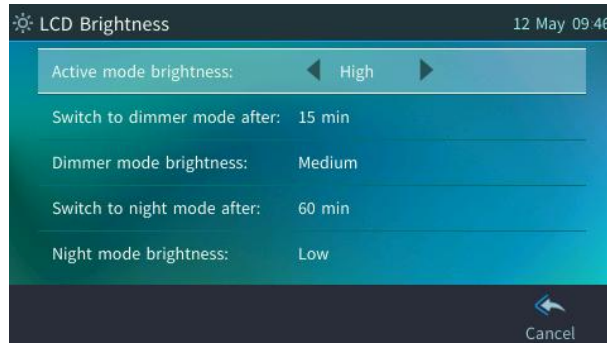 LCD Brightness 12 May 09:46
Active mode brightness: High
Switch to dimmer mode after: 15 min
Dimmer mode brightness: Medium
Switch to night mode after: 60 min
Night mode brightness: Low
Cancel